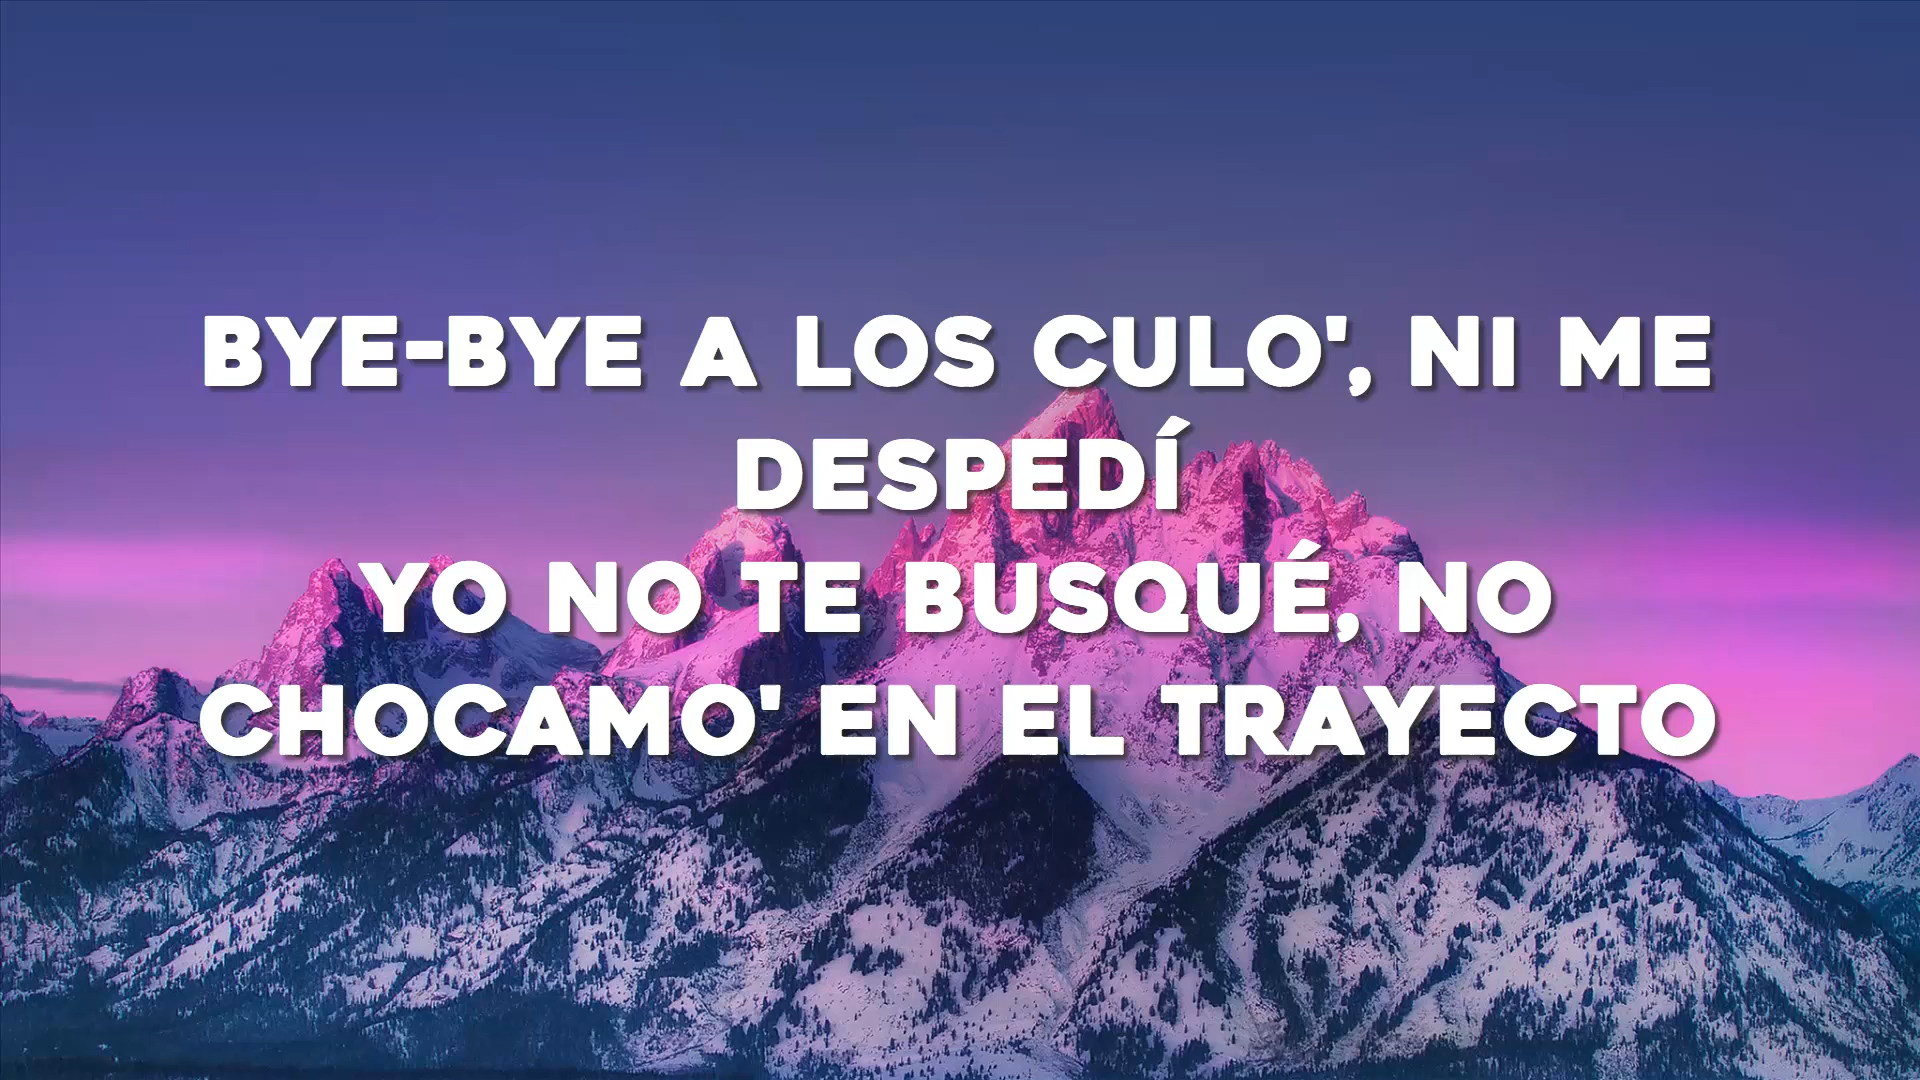 BYE-BYE A LOS CULO', NI ME
DESPEDÍ
YO NO TE BUSQUÉ, NO
CHOCAMO' EN EL TRAYECTO